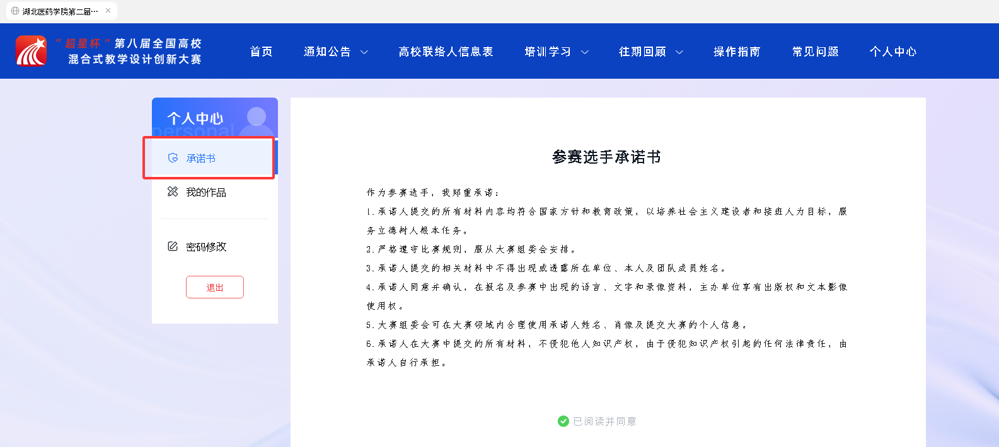 湖北医药学院第二届···
"超星杯"第八届全国高校
混合式教学设计创新大赛
首页
通知公告
高校联络人信息表
培训学习
往期回顾
操作指南
常见问题
个人中心
个人中心
personal
承诺书
我的作品
密码修改
退出
参赛选手承诺书
作为参赛选手，我郑重承诺：
1.承诺人提交的所有材料内容均符合国家方针和教育政策，以培养社会主义建设者和接班人为目标，服
务立德树人根本任务。
2.严格遵守比赛规则，服从大赛组委会安排。
3.承诺人提交的相关材料中不得出现或透露所在单位、本人及团队成员姓名。
4.承诺人同意并确认，在报名及参赛中出现的语言、文字和录像资料，主办单位享有出版权和文本影像
使用权。
5.大赛组委会可在大赛领域内合理使用承诺人姓名、肖像及提交大赛的个人信息。
6.承诺人在大赛中提交的所有材料，不侵犯他人知识产权，由于侵犯知识产权引起的任何法律责任，由
承诺人自行承担。
已阅读并同意